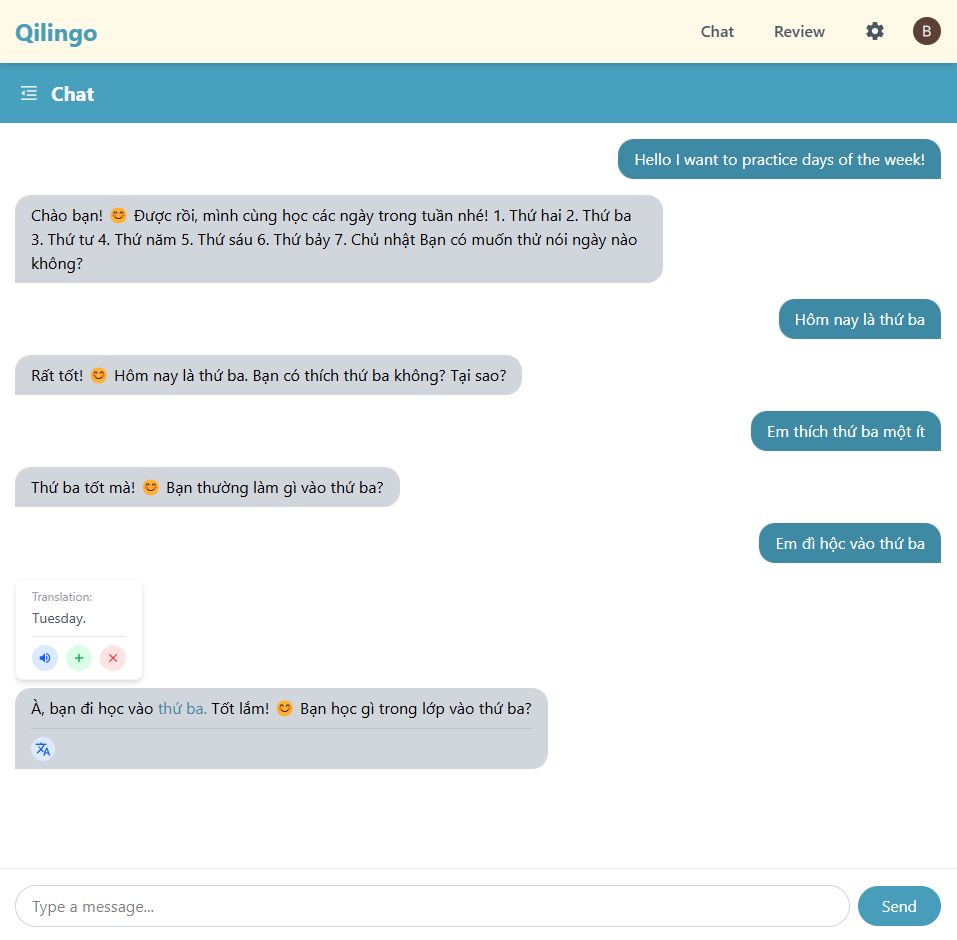 Qilingo
Chat
Review
B
Chat
Hello I want to practice days of the week!
Chào bạn! 😊 Được rồi, mình cùng học các ngày trong tuần nhé! 1. Thứ hai 2. Thứ ba
3. Thứ tư 4. Thứ năm 5. Thứ sáu 6. Thứ bảy 7. Chủ nhật Bạn có muốn thử nói ngày nào
không?
Hôm nay là thứ ba
Rất tốt! 😊 Hôm nay là thứ ba. Bạn có thích thứ ba không? Tại sao?
Em thích thứ ba một ít
Thứ ba tốt mà! 😊 Bạn thường làm gì vào thứ ba?
Em đì hộc vào thứ ba
Translation:
Tuesday.
À, bạn đi học vào thứ ba. Tốt lắm! 😊 Bạn học gì trong lớp vào thứ ba?
Type a message...
Send